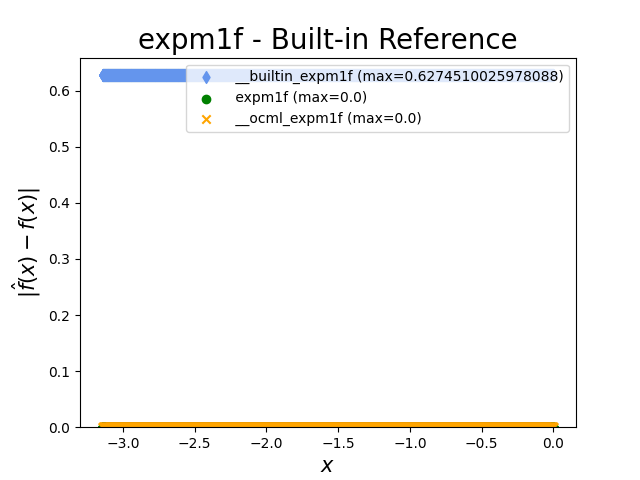 expm1f - Built-in Reference
__builtin_expm1f (max=0.6274510025978088)
expm1f (max=0.0)
__ocml_expm1f (max=0.0)
|f̂(x) − f(x)|
0.6
0.5
0.4
0.3
0.2
0.1
0.0
−3.0 −2.5 −2.0 −1.5 −1.0 −0.5 0.0
x